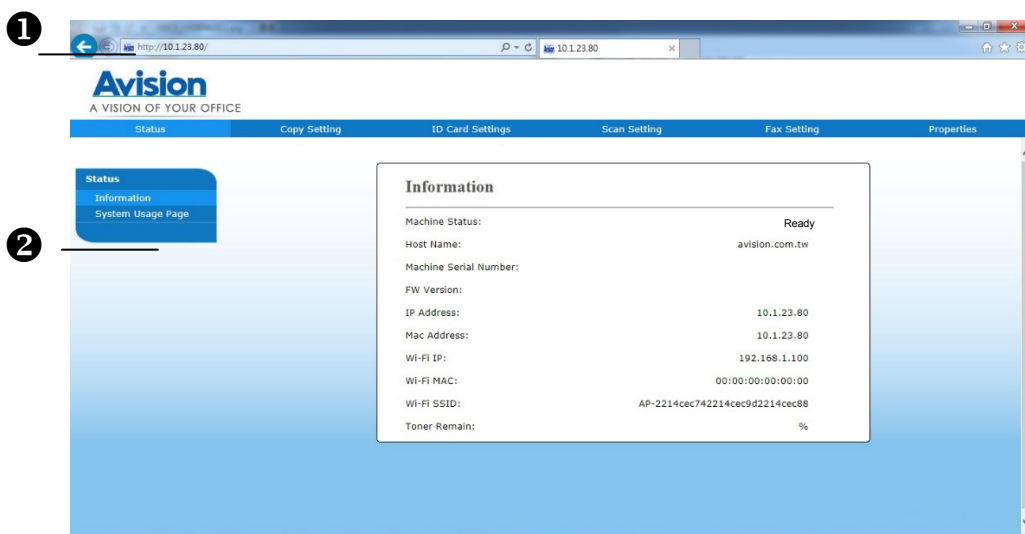 ❶
http://10.1.23.80/ 10.1.23.80
Avision
A VISION OF YOUR OFFICE
Status Copy Setting ID Card Settings Scan Setting Fax Setting Properties
Status
Information
System Usage Page
❷
Information
Machine Status: Ready
Host Name: avision.com.tw
Machine Serial Number:
FW Version:
IP Address: 10.1.23.80
Mac Address: 10.1.23.80
Wi-Fi IP: 192.168.1.100
Wi-Fi MAC: 00:00:00:00:00:00
Wi-Fi SSID: AP-2214cec742214cec9d2214cec88
Toner Remain: %